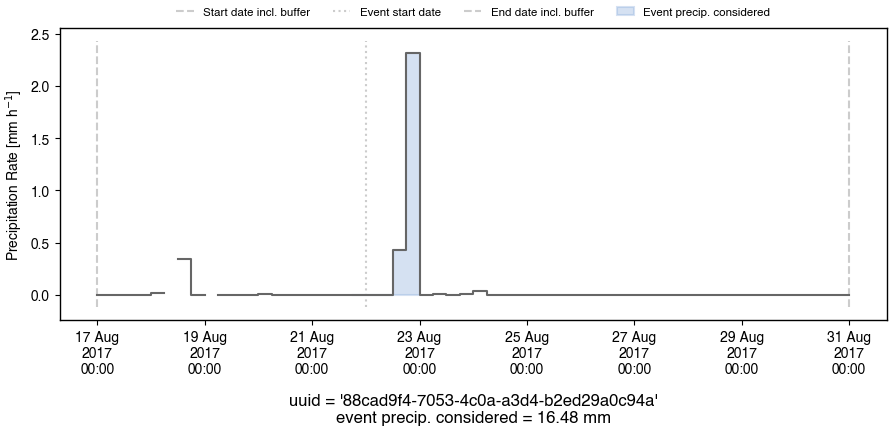 Start date incl. buffer Event start date End date incl. buffer Event precip. considered
Precipitation Rate [mm h⁻¹]
2.5
2.0
1.5
1.0
0.5
0.0
17 Aug 19 Aug 21 Aug 23 Aug 25 Aug 27 Aug 29 Aug 31 Aug
2017 2017 2017 2017 2017 2017 2017 2017
00:00 00:00 00:00 00:00 00:00 00:00 00:00 00:00
uuid = '88cad9f4-7053-4c0a-a3d4-b2ed29a0c94a'
event precip. considered = 16.48 mm